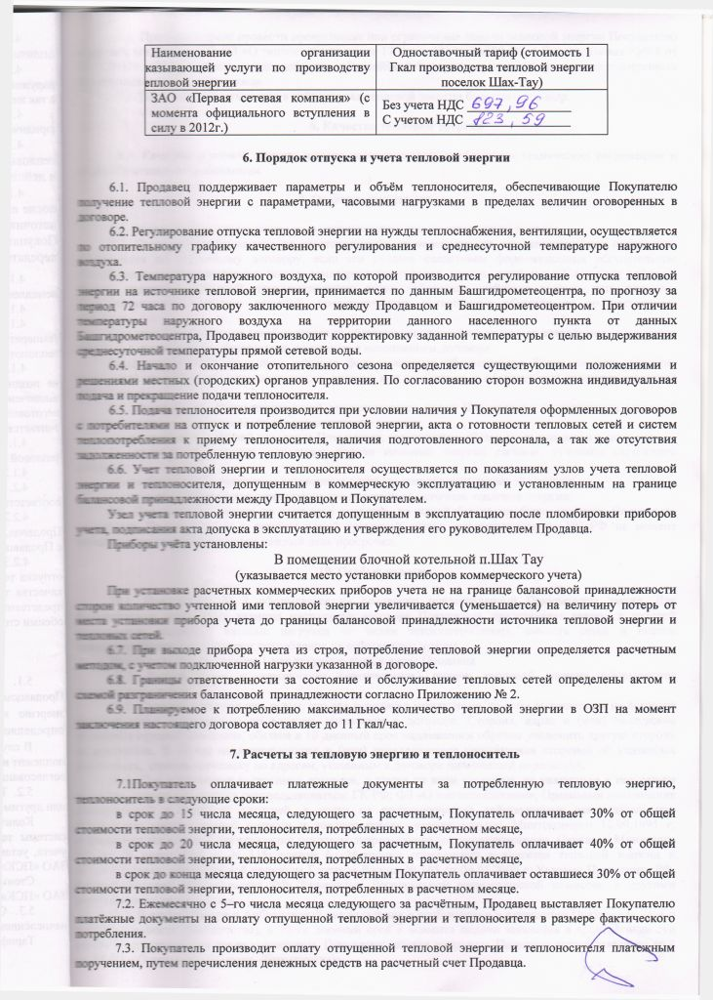 Наименование организации
казывающей услуги по производству
епловой энергии
Одноставочный тариф (стоимость 1
Гкал производства тепловой энергии
поселок Шах-Тау)
ЗАО «Первая сетевая компания» (с
момента официального вступления в
силу в 2012г.)
Без учета НДС 697,96
С учетом НДС 823,59
6. Порядок отпуска и учета тепловой энергии
6.1. Продавец поддерживает параметры и объём теплоносителя, обеспечивающие Покупателю
получение тепловой энергии с параметрами, часовыми нагрузками в пределах величин оговоренных в
договоре.
6.2. Регулирование отпуска тепловой энергии на нужды теплоснабжения, вентиляции, осуществляется
по отопительному графику качественного регулирования и среднесуточной температуре наружного
воздуха.
6.3. Температура наружного воздуха, по которой производится регулирование отпуска тепловой
энергии на источнике тепловой энергии, принимается по данным Башгидрометеоцентра, по прогнозу за
период 72 часа по договору заключенного между Продавцом и Башгидрометеоцентром. При отличии
температуры наружного воздуха на территории данного населенного пункта от данных
Башгидрометеоцентра, Продавец производит корректировку заданной температуры с целью выдерживания
среднесуточной температуры прямой сетевой воды.
6.4. Начало и окончание отопительного сезона определяется существующими положениями и
решениями местных (городских) органов управления. По согласованию сторон возможна индивидуальная
подача и прекращение подачи теплоносителя.
6.5. Подача теплоносителя производится при условии наличия у Покупателя оформленных договоров
с потребителями на отпуск и потребление тепловой энергии, акта о готовности тепловых сетей и систем
теплопотребления к приему теплоносителя, наличия подготовленного персонала, а так же отсутствия
задолженности за потребленную тепловую энергию.
6.6. Учет тепловой энергии и теплоносителя осуществляется по показаниям узлов учета тепловой
энергии и теплоносителя, допущенным в коммерческую эксплуатацию и установленным на границе
балансовой принадлежности между Продавцом и Покупателем.
Узел учета тепловой энергии считается допущенным в эксплуатацию после пломбировки приборов
учета, подписания акта допуска в эксплуатацию и утверждения его руководителем Продавца.
Приборы учёта установлены:
В помещении блочной котельной п.Шах Тау
(указывается место установки приборов коммерческого учета)
При установке расчетных коммерческих приборов учета не на границе балансовой принадлежности
сторон количество учтенной ими тепловой энергии увеличивается (уменьшается) на величину потерь от
места установки прибора учета до границы балансовой принадлежности источника тепловой энергии и
тепловых сетей.
6.7. При выходе прибора учета из строя, потребление тепловой энергии определяется расчетным
методом, с учетом подключенной нагрузки указанной в договоре.
6.8. Границы ответственности за состояние и обслуживание тепловых сетей определены актом и
схемой разграничения балансовой принадлежности согласно Приложению № 2.
6.9. Планируемое к потреблению максимальное количество тепловой энергии в ОЗП на момент
заключения настоящего договора составляет до 11 Гкал/час.
7. Расчеты за тепловую энергию и теплоноситель
7.1Покупатель оплачивает платежные документы за потребленную тепловую энергию,
теплоноситель в следующие сроки:
в срок до 15 числа месяца, следующего за расчетным, Покупатель оплачивает 30% от общей
стоимости тепловой энергии, теплоносителя, потребленных в расчетном месяце,
в срок до 20 числа месяца, следующего за расчетным, Покупатель оплачивает 40% от общей
стоимости тепловой энергии, теплоносителя, потребленных в расчетном месяце,
в срок до конца месяца следующего за расчетным Покупатель оплачивает оставшиеся 30% от общей
стоимости тепловой энергии, теплоносителя, потребленных в расчетном месяце.
7.2. Ежемесячно с 5–го числа месяца следующего за расчётным, Продавец выставляет Покупателю
платёжные документы на оплату отпущенной тепловой энергии и теплоносителя в размере фактического
потребления.
7.3. Покупатель производит оплату отпущенной тепловой энергии и теплоносителя платежным
поручением, путем перечисления денежных средств на расчетный счет Продавца.